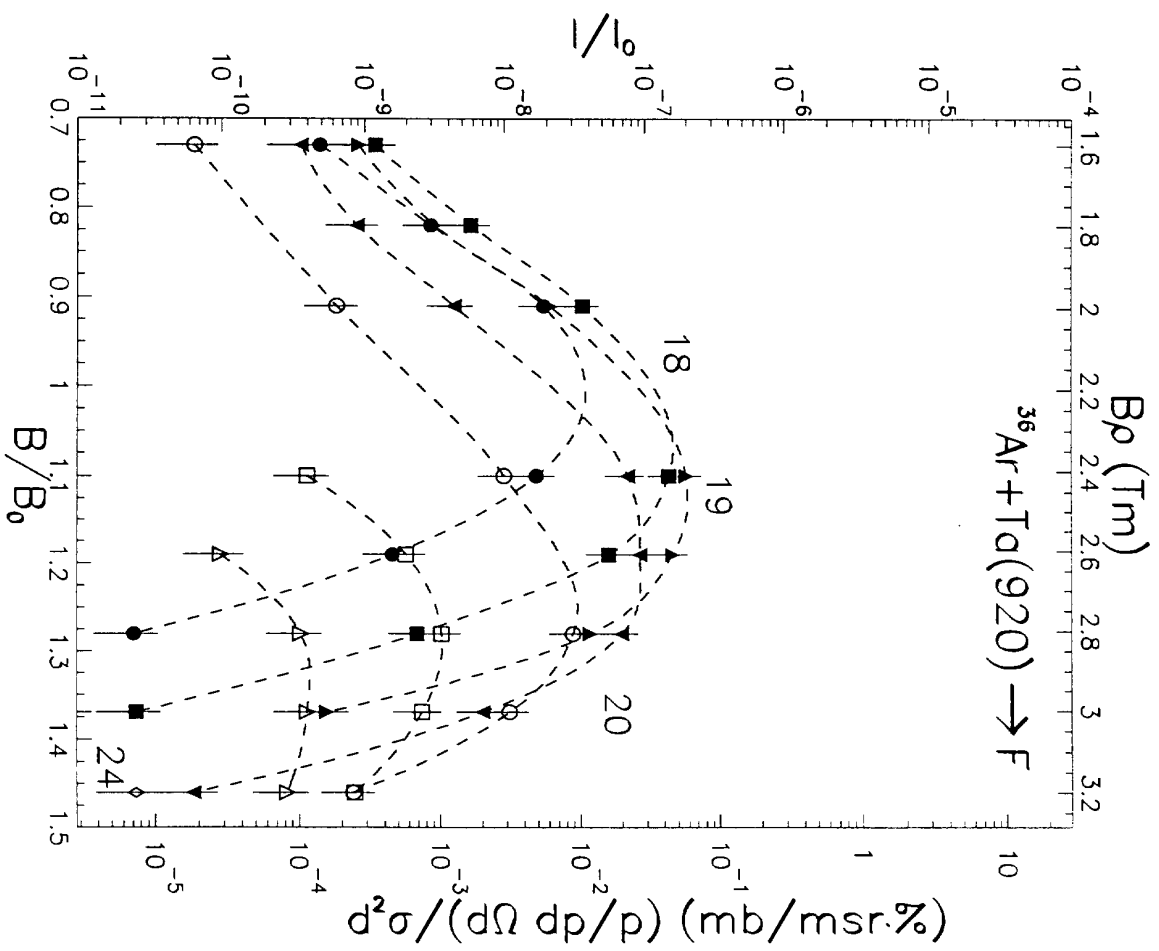 Bρ (Tm)
1.6 1.8 2 2.2 2.4 2.6 2.8 3 3.2
³⁶Ar+Ta(920) → F
I/I₀
10⁻⁴
10⁻⁵
10⁻⁶
10⁻⁷
10⁻⁸
10⁻⁹
10⁻¹⁰
10⁻¹¹
18
19
20
24
10
1
10⁻¹
10⁻²
10⁻³
10⁻⁴
10⁻⁵
d²σ/(dΩ dp/p) (mb/msr·%)
0.7 0.8 0.9 1 1.1 1.2 1.3 1.4 1.5
B/B₀